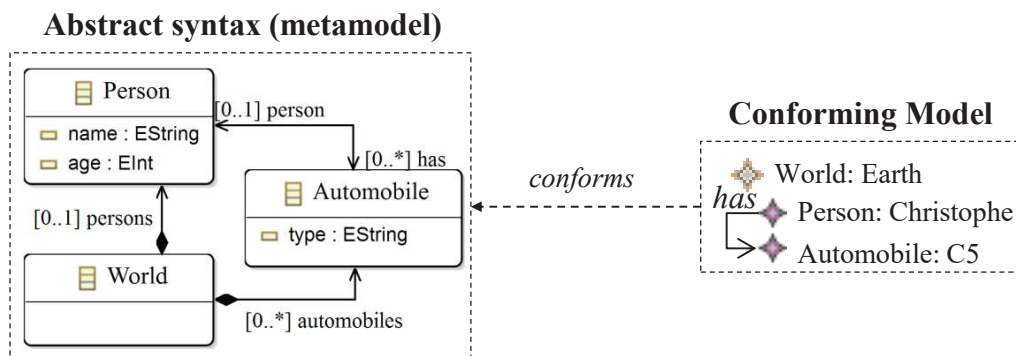 Abstract syntax (metamodel)
Person
name : EString
age : EInt
[0..1] person
[0..*] has
Automobile
type : EString
[0..1] persons
World
[0..*] automobiles
conforms
Conforming Model
World: Earth
has
Person: Christophe
Automobile: C5